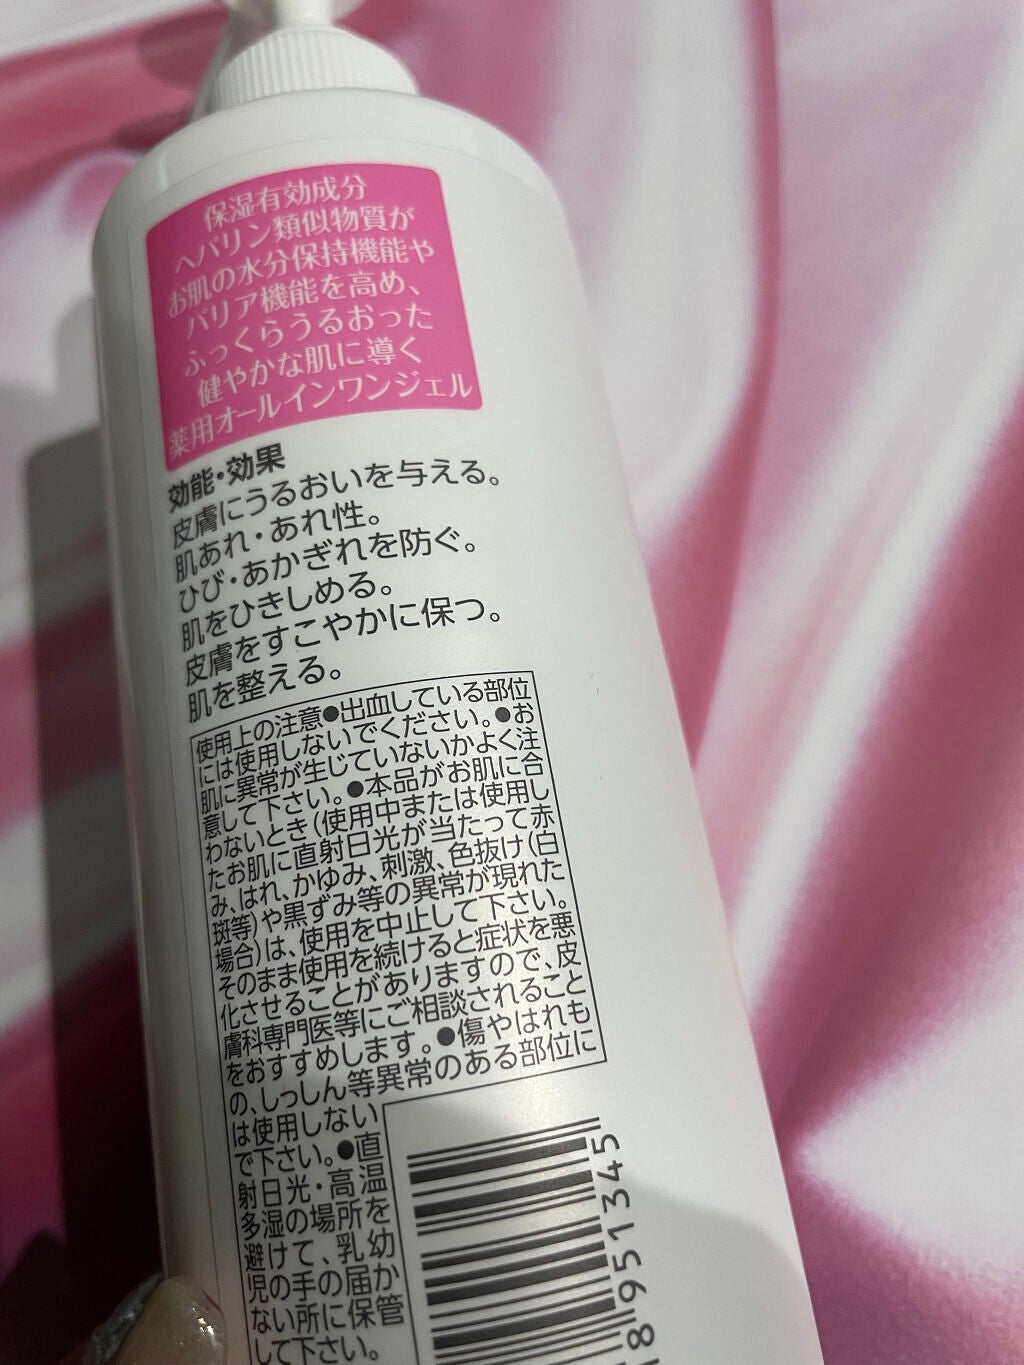 保湿有効成分
ヘパリン類似物質が
お肌の水分保持機能や
バリア機能を高め、
ふっくらうるおった
健やかな肌に導く
薬用オールインワンジェル
効能・効果
皮膚にうるおいを与える。
肌あれ・あれ性。
ひび・あかぎれを防ぐ。
肌をひきしめる。
皮膚をすこやかに保つ。
肌を整える。
使用上の注意●出血している部位
には使用しないでください。●お
肌に異常が生じていないかよく注
意して下さい。●本品がお肌に合
わないとき(使用中または使用し
たお肌に直射日光が当たって赤
み、はれ、かゆみ、刺激、色抜け(白
斑等)や黒ずみ等の異常が現れた
場合)は、使用を中止して下さい。
そのまま使用を続けると症状を悪
化させることがありますので、皮
膚科専門医等にご相談されること
をおすすめします。●傷やはれも
の、しっしん等異常のある部位に
は使用しない
で下さい。●直
射日光・高温
多湿の場所を
避けて、乳幼
児の手の届か
ない所に保管
して下さい。
8951345